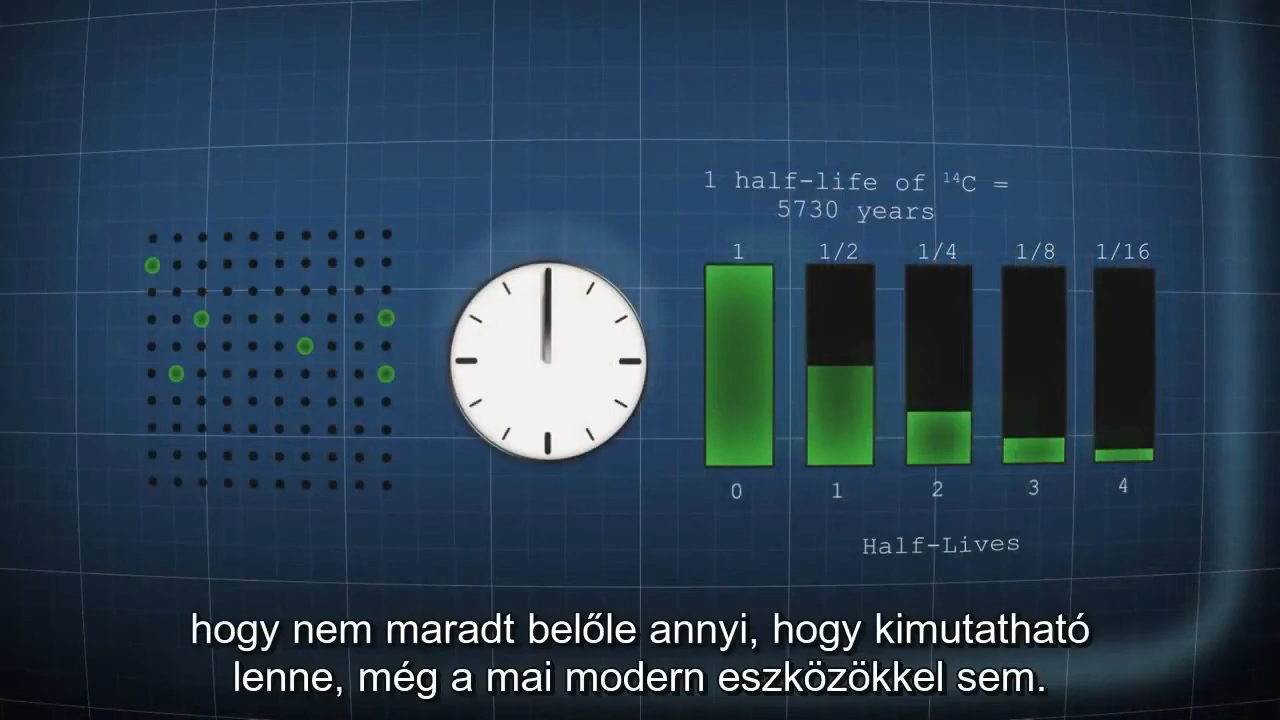 1 half-life of ¹⁴C =
5730 years
1 1/2 1/4 1/8 1/16
0 1 2 3 4
Half-Lives
hogy nem maradt belőle annyi, hogy kimutatható
lenne, még a mai modern eszközökkel sem.